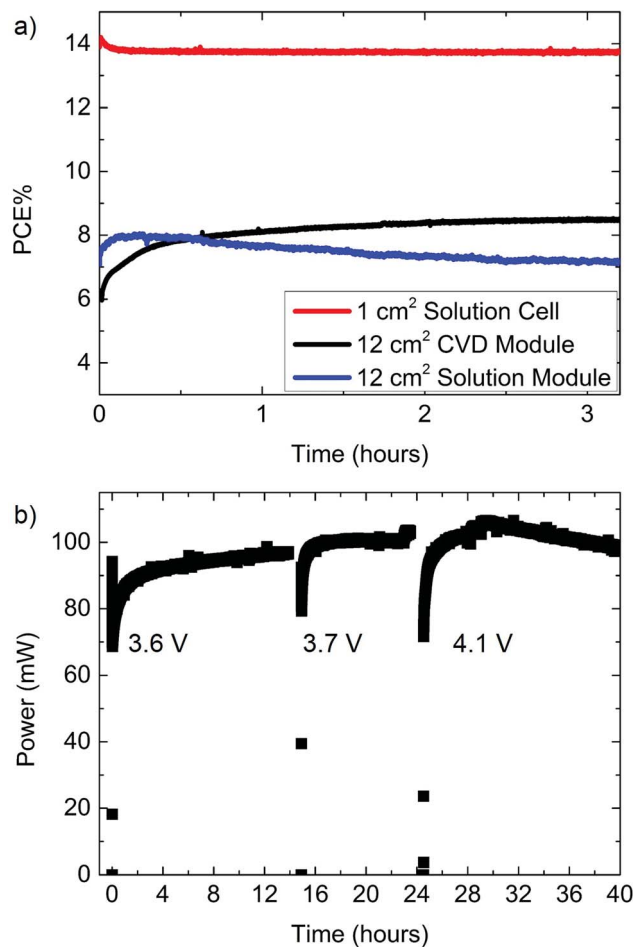 a)
14
12
10
8
6
4
PCE%
1 cm² Solution Cell
12 cm² CVD Module
12 cm² Solution Module
0 1 2 3
Time (hours)
b)
100
80
60
40
20
0
Power (mW)
3.6 V 3.7 V 4.1 V
0 4 8 12 16 20 24 28 32 36 40
Time (hours)